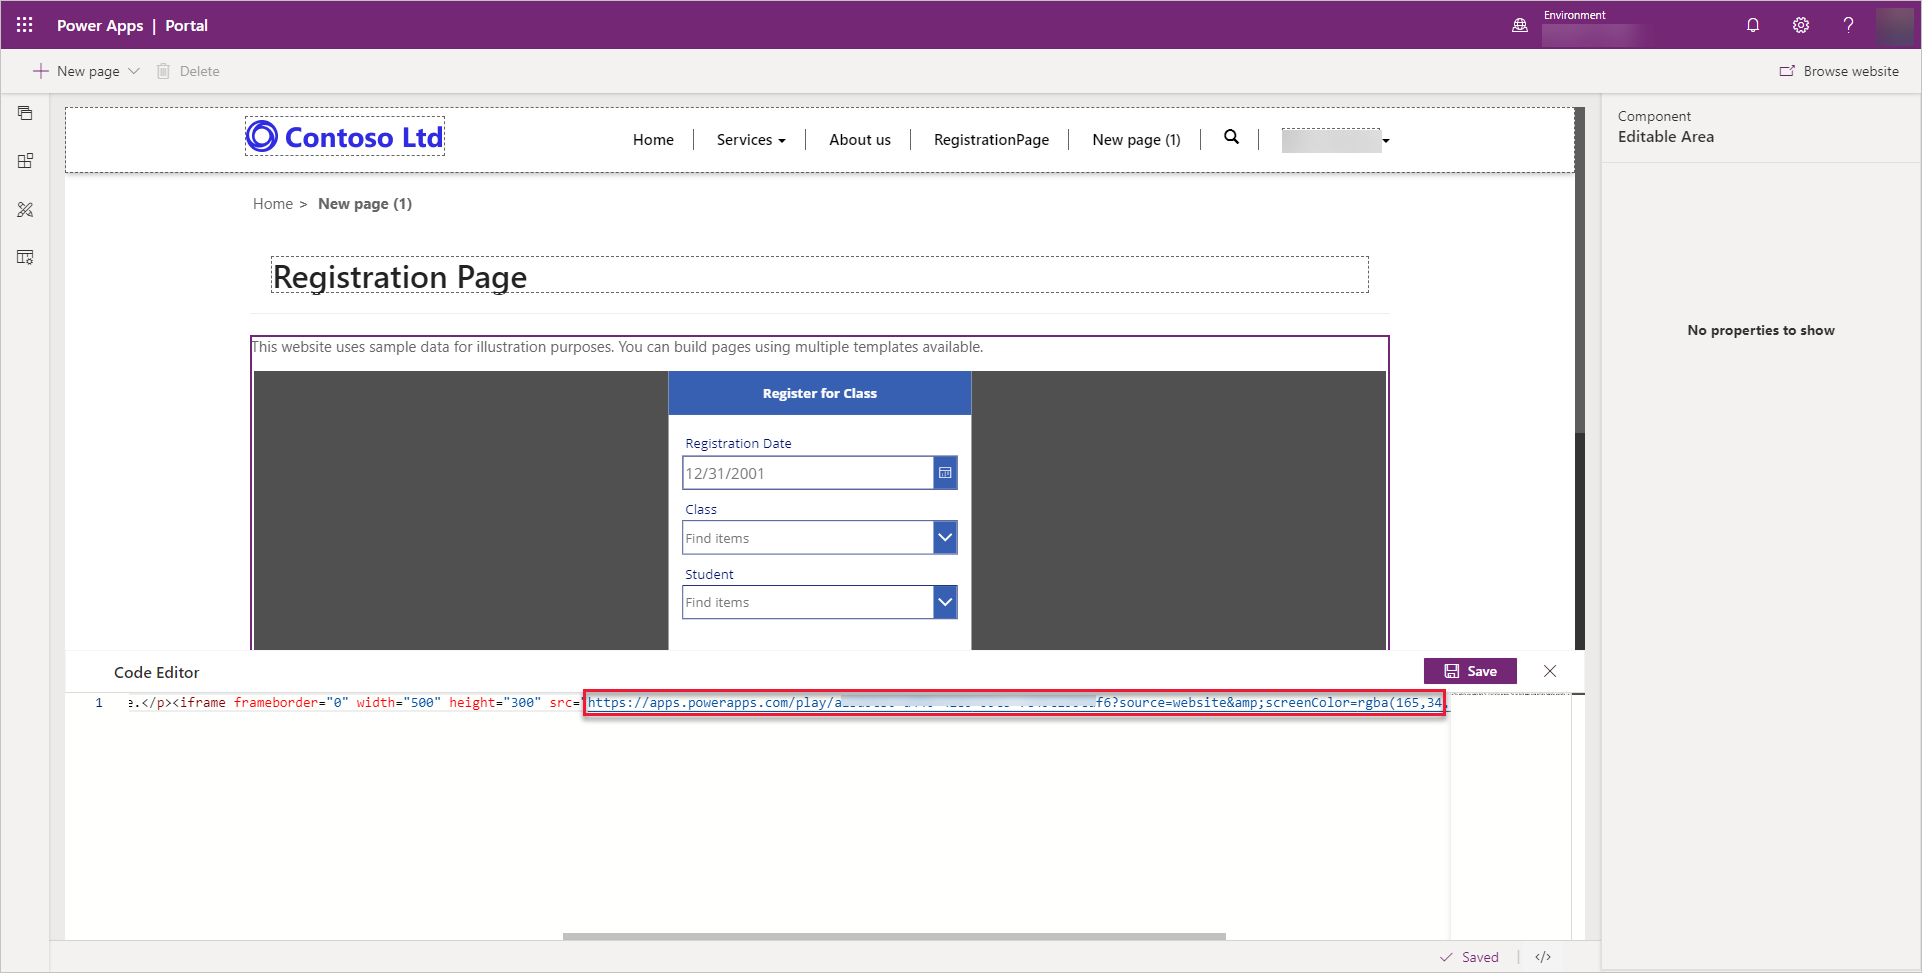 Power Apps | Portal
Environment
New page
Delete
Browse website
Contoso Ltd
Home
Services
About us
RegistrationPage
New page (1)
Component
Editable Area
Home > New page (1)
Registration Page
No properties to show
This website uses sample data for illustration purposes. You can build pages using multiple templates available.
Register for Class
Registration Date
12/31/2001
Class
Find items
Student
Find items
Code Editor
Save
1 e.</p><iframe frameborder="0" width="500" height="300" src="https://apps.powerapps.com/play/ f6?source=website&amp;screenColor=rgba(165,34,
Saved
</>